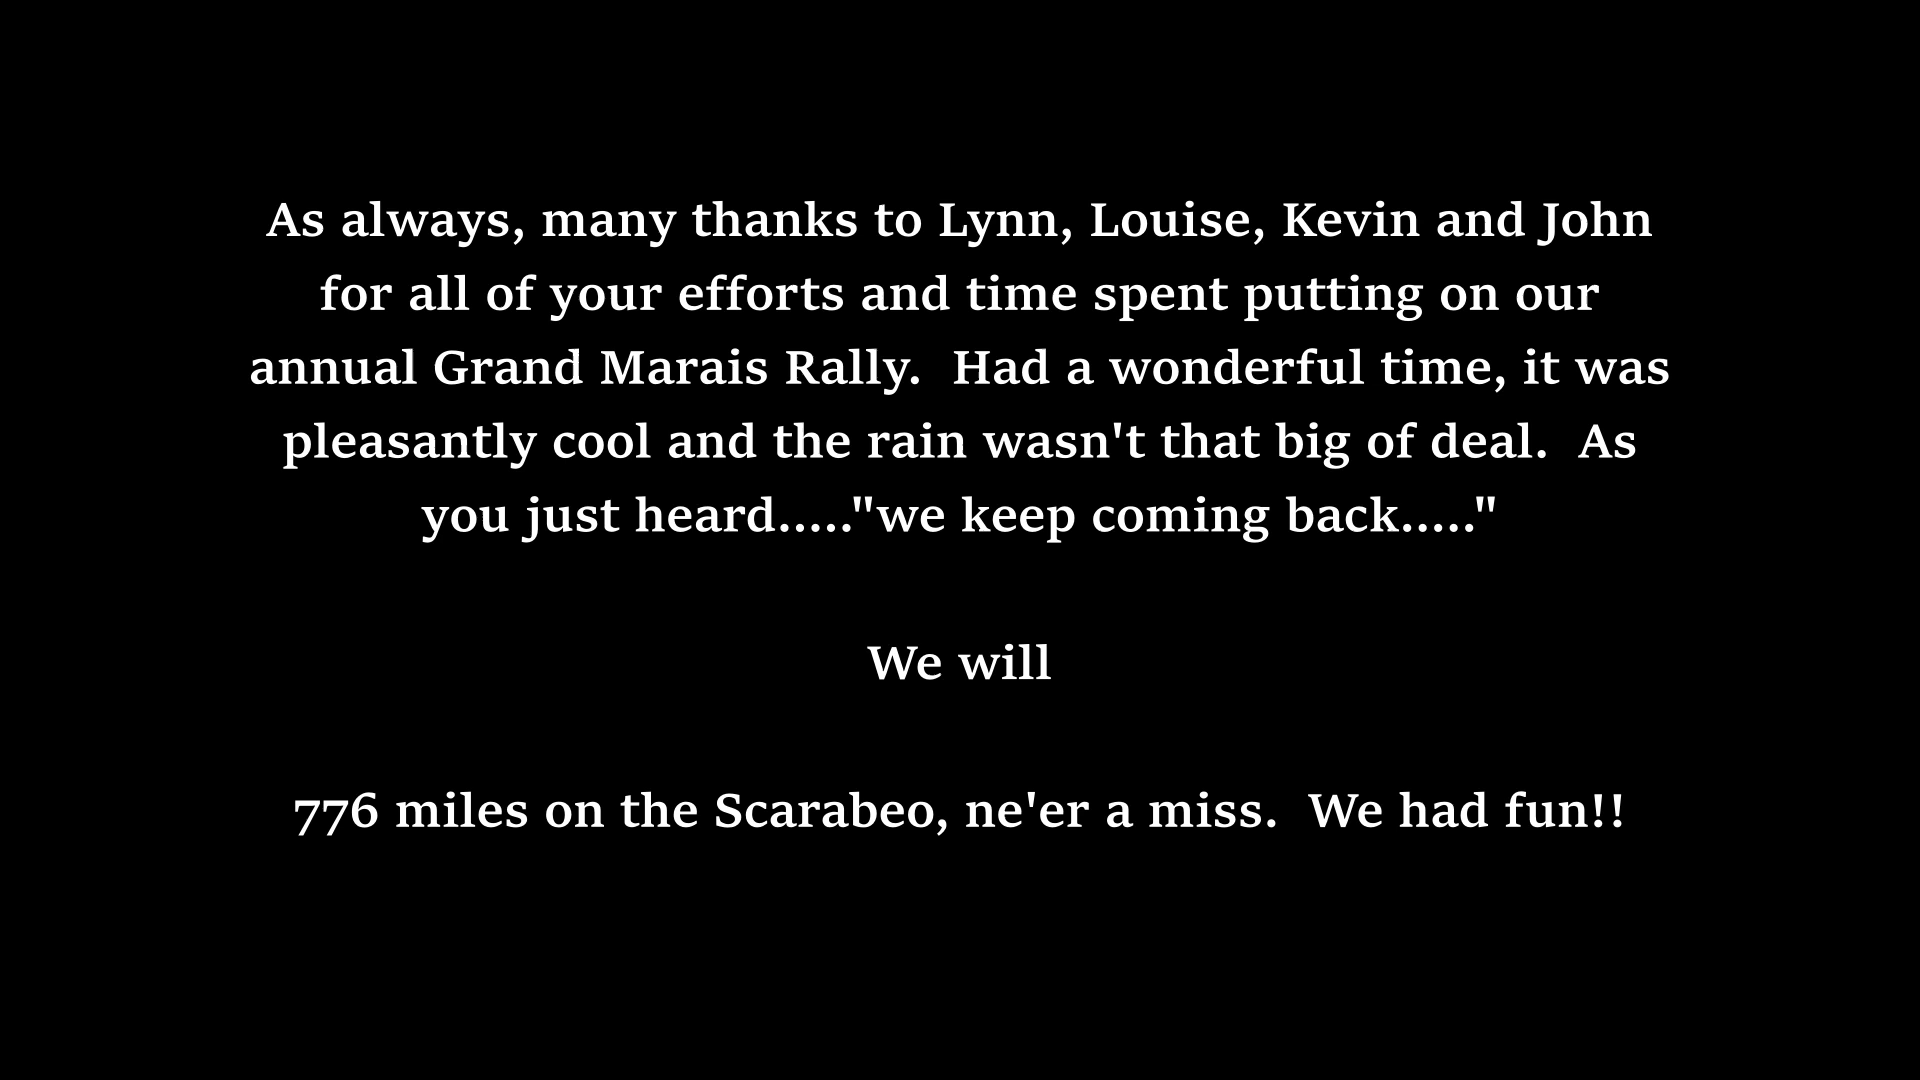 As always, many thanks to Lynn, Louise, Kevin and John
for all of your efforts and time spent putting on our
annual Grand Marais Rally.  Had a wonderful time, it was
pleasantly cool and the rain wasn't that big of deal.  As
you just heard....."we keep coming back....."
We will
776 miles on the Scarabeo, ne'er a miss.  We had fun!!